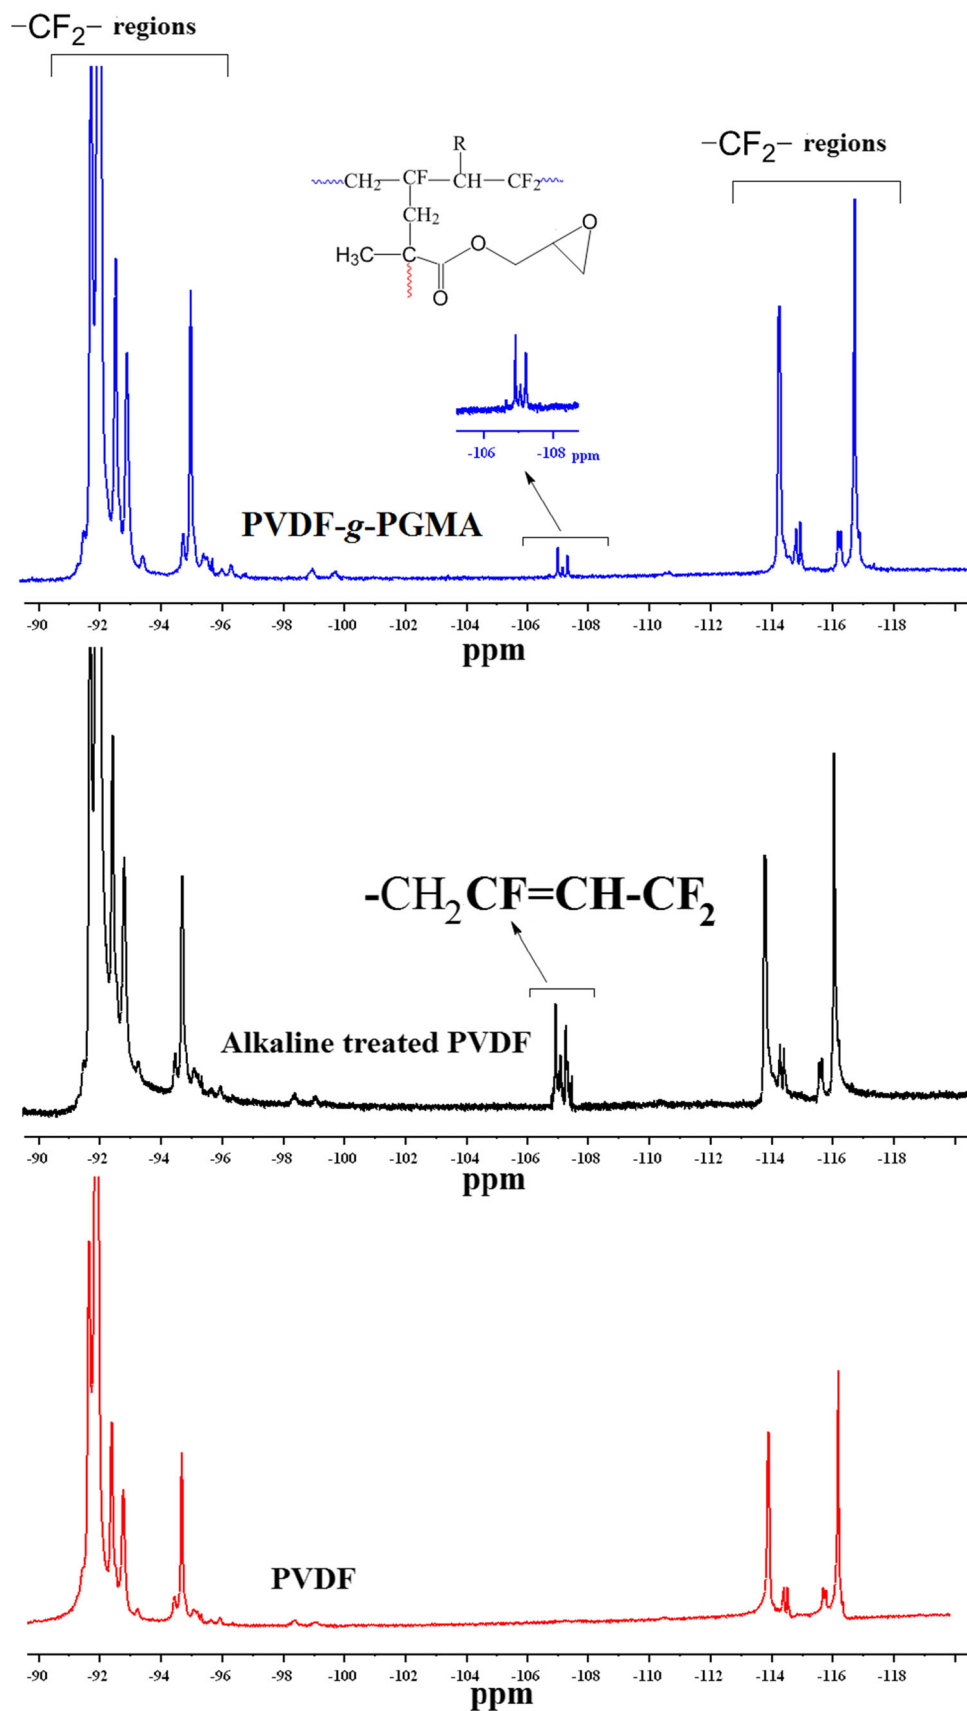 –CF2– regions
–CF2– regions
R
CH2 CF CH CF2
CH2
H3C C O O
O
-106 -108 ppm
PVDF-g-PGMA
-90 -92 -94 -96 -98 -100 -102 -104 -106 -108 -110 -112 -114 -116 -118
ppm
-CH2CF=CH-CF2
Alkaline treated PVDF
-90 -92 -94 -96 -98 -100 -102 -104 -106 -108 -110 -112 -114 -116 -118
ppm
PVDF
-90 -92 -94 -96 -98 -100 -102 -104 -106 -108 -110 -112 -114 -116 -118
ppm